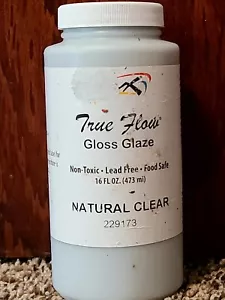 True Flow®
Gloss Glaze
Non-Toxic • Lead Free • Food Safe
16 FL OZ. (473 ml)
NATURAL CLEAR
229173